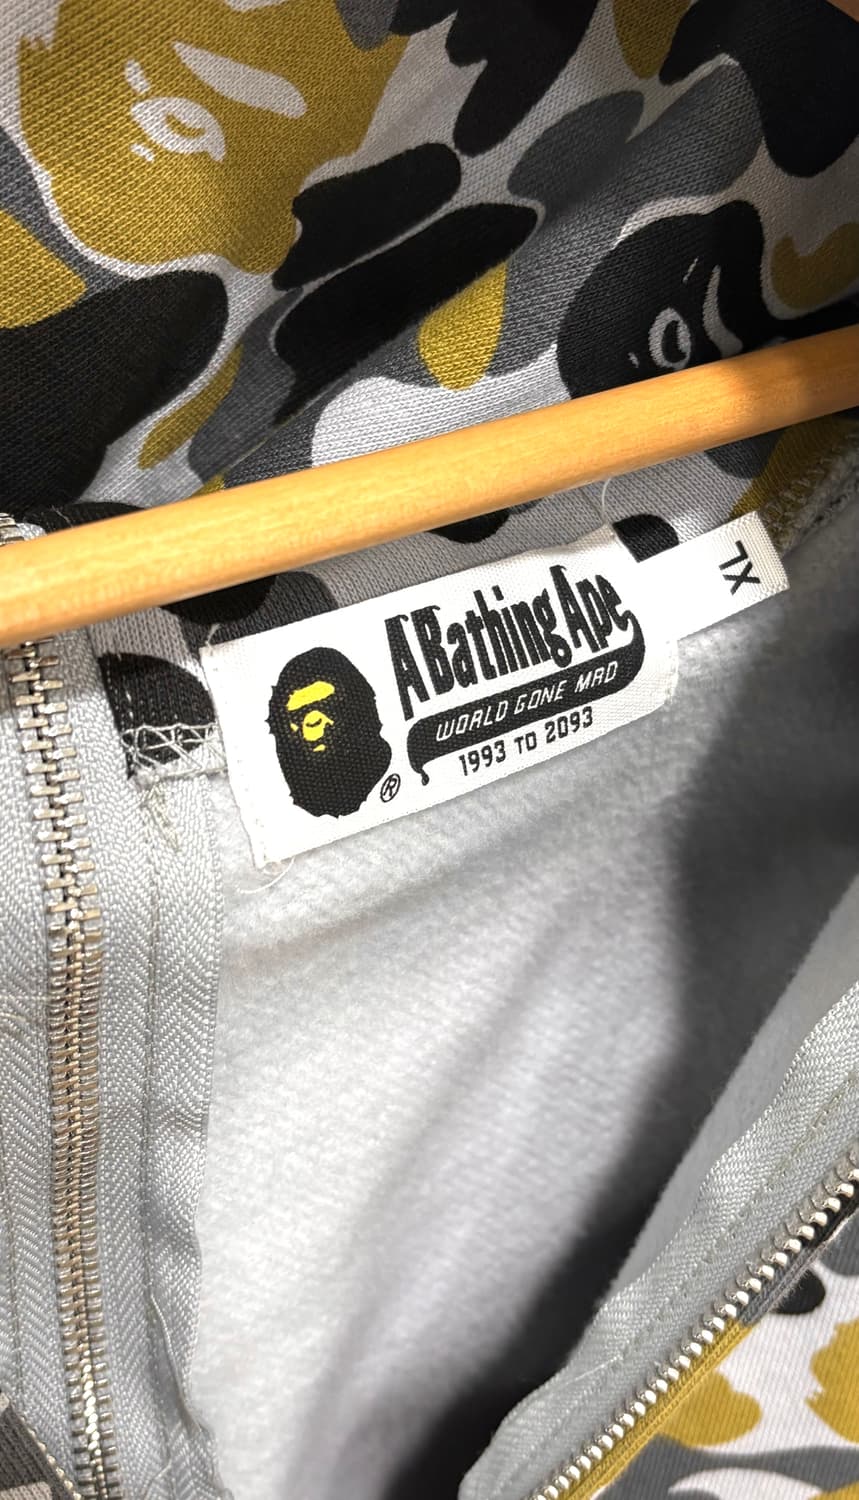 A Bathing Ape
WORLD GONE MAD
1993 TO 2093
®
XL